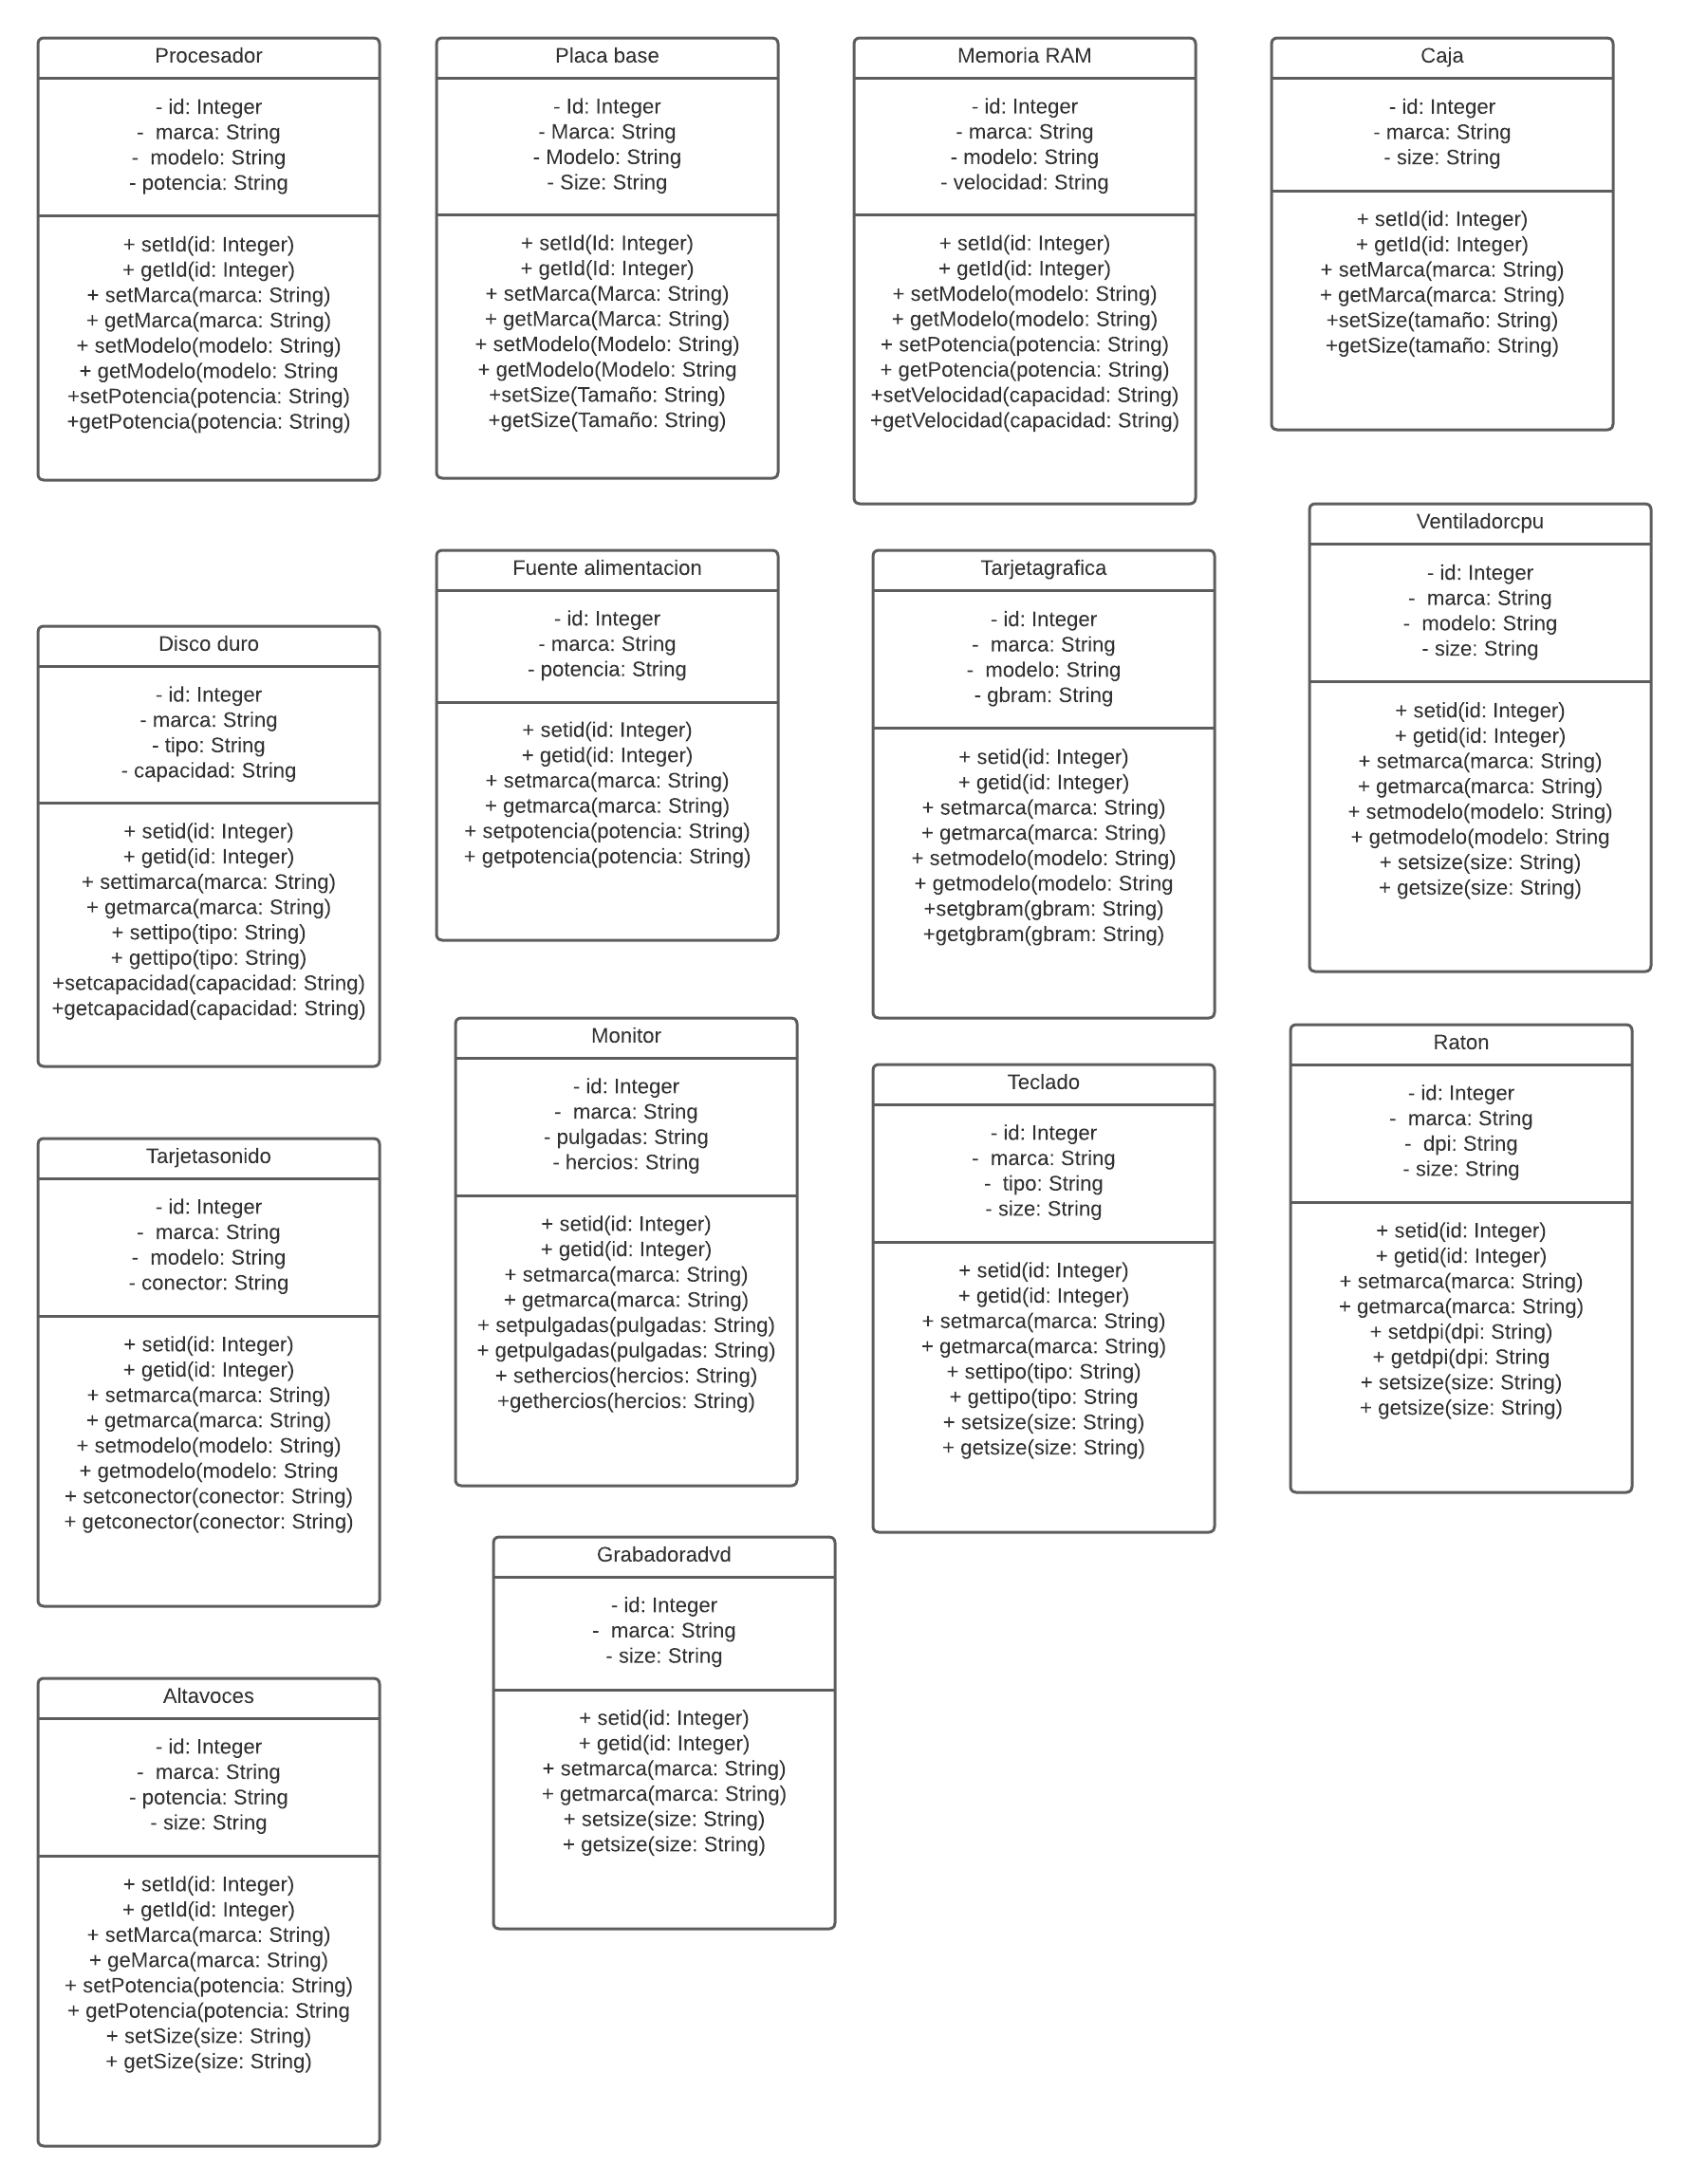 Procesador
- id: Integer
-  marca: String
-  modelo: String
- potencia: String
+ setId(id: Integer)
+ getId(id: Integer)
+ setMarca(marca: String)
+ getMarca(marca: String)
+ setModelo(modelo: String)
+ getModelo(modelo: String
+setPotencia(potencia: String)
+getPotencia(potencia: String)
Placa base
- Id: Integer
- Marca: String
- Modelo: String
- Size: String
+ setId(Id: Integer)
+ getId(Id: Integer)
+ setMarca(Marca: String)
+ getMarca(Marca: String)
+ setModelo(Modelo: String)
+ getModelo(Modelo: String
+setSize(Tamaño: String)
+getSize(Tamaño: String)
Memoria RAM
- id: Integer
- marca: String
- modelo: String
- velocidad: String
+ setId(id: Integer)
+ getId(id: Integer)
+ setModelo(modelo: String)
+ getModelo(modelo: String)
+ setPotencia(potencia: String)
+ getPotencia(potencia: String)
+setVelocidad(capacidad: String)
+getVelocidad(capacidad: String)
Caja
- id: Integer
- marca: String
- size: String
+ setId(id: Integer)
+ getId(id: Integer)
+ setMarca(marca: String)
+ getMarca(marca: String)
+setSize(tamaño: String)
+getSize(tamaño: String)
Disco duro
- id: Integer
- marca: String
- tipo: String
- capacidad: String
+ setid(id: Integer)
+ getid(id: Integer)
+ settimarca(marca: String)
+ getmarca(marca: String)
+ settipo(tipo: String)
+ gettipo(tipo: String)
+setcapacidad(capacidad: String)
+getcapacidad(capacidad: String)
Fuente alimentacion
- id: Integer
- marca: String
- potencia: String
+ setid(id: Integer)
+ getid(id: Integer)
+ setmarca(marca: String)
+ getmarca(marca: String)
+ setpotencia(potencia: String)
+ getpotencia(potencia: String)
Tarjetagrafica
- id: Integer
-  marca: String
-  modelo: String
- gbram: String
+ setid(id: Integer)
+ getid(id: Integer)
+ setmarca(marca: String)
+ getmarca(marca: String)
+ setmodelo(modelo: String)
+ getmodelo(modelo: String
+setgbram(gbram: String)
+getgbram(gbram: String)
Ventiladorcpu
- id: Integer
-  marca: String
-  modelo: String
- size: String
+ setid(id: Integer)
+ getid(id: Integer)
+ setmarca(marca: String)
+ getmarca(marca: String)
+ setmodelo(modelo: String)
+ getmodelo(modelo: String
+ setsize(size: String)
+ getsize(size: String)
Tarjetasonido
- id: Integer
-  marca: String
-  modelo: String
- conector: String
+ setid(id: Integer)
+ getid(id: Integer)
+ setmarca(marca: String)
+ getmarca(marca: String)
+ setmodelo(modelo: String)
+ getmodelo(modelo: String
+ setconector(conector: String)
+ getconector(conector: String)
Monitor
- id: Integer
-  marca: String
- pulgadas: String
- hercios: String
+ setid(id: Integer)
+ getid(id: Integer)
+ setmarca(marca: String)
+ getmarca(marca: String)
+ setpulgadas(pulgadas: String)
+ getpulgadas(pulgadas: String)
+ sethercios(hercios: String)
+gethercios(hercios: String)
Teclado
- id: Integer
-  marca: String
-  tipo: String
- size: String
+ setid(id: Integer)
+ getid(id: Integer)
+ setmarca(marca: String)
+ getmarca(marca: String)
+ settipo(tipo: String)
+ gettipo(tipo: String
+ setsize(size: String)
+ getsize(size: String)
Raton
- id: Integer
-  marca: String
-  dpi: String
- size: String
+ setid(id: Integer)
+ getid(id: Integer)
+ setmarca(marca: String)
+ getmarca(marca: String)
+ setdpi(dpi: String)
+ getdpi(dpi: String
+ setsize(size: String)
+ getsize(size: String)
Altavoces
- id: Integer
-  marca: String
- potencia: String
- size: String
+ setId(id: Integer)
+ getId(id: Integer)
+ setMarca(marca: String)
+ geMarca(marca: String)
+ setPotencia(potencia: String)
+ getPotencia(potencia: String
+ setSize(size: String)
+ getSize(size: String)
Grabadoradvd
- id: Integer
-  marca: String
- size: String
+ setid(id: Integer)
+ getid(id: Integer)
+ setmarca(marca: String)
+ getmarca(marca: String)
+ setsize(size: String)
+ getsize(size: String)